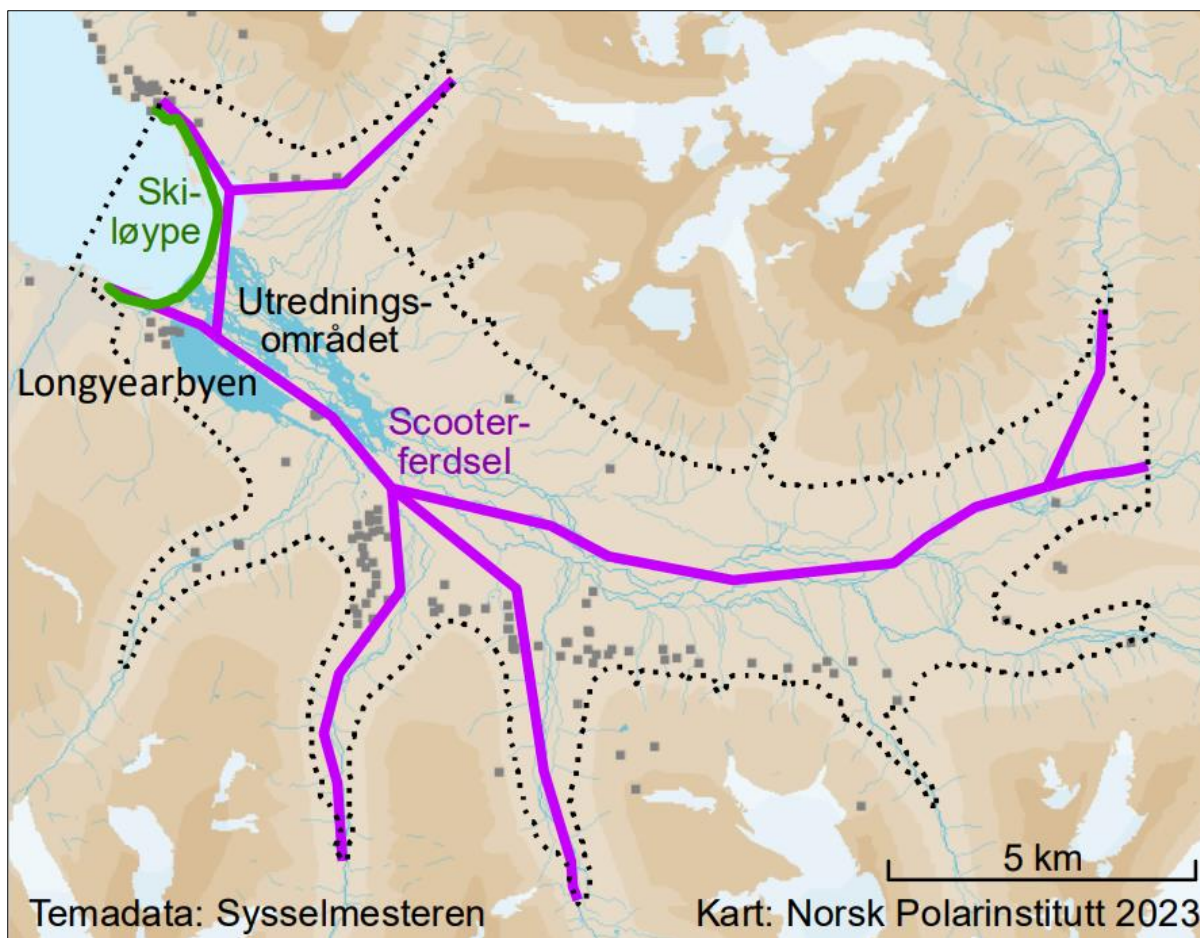 Ski-
løype
Utrednings-
området
Longyearbyen
Scooter-
ferdsel
5 km
Temadata: Sysselmesteren
Kart: Norsk Polarinstitutt 2023